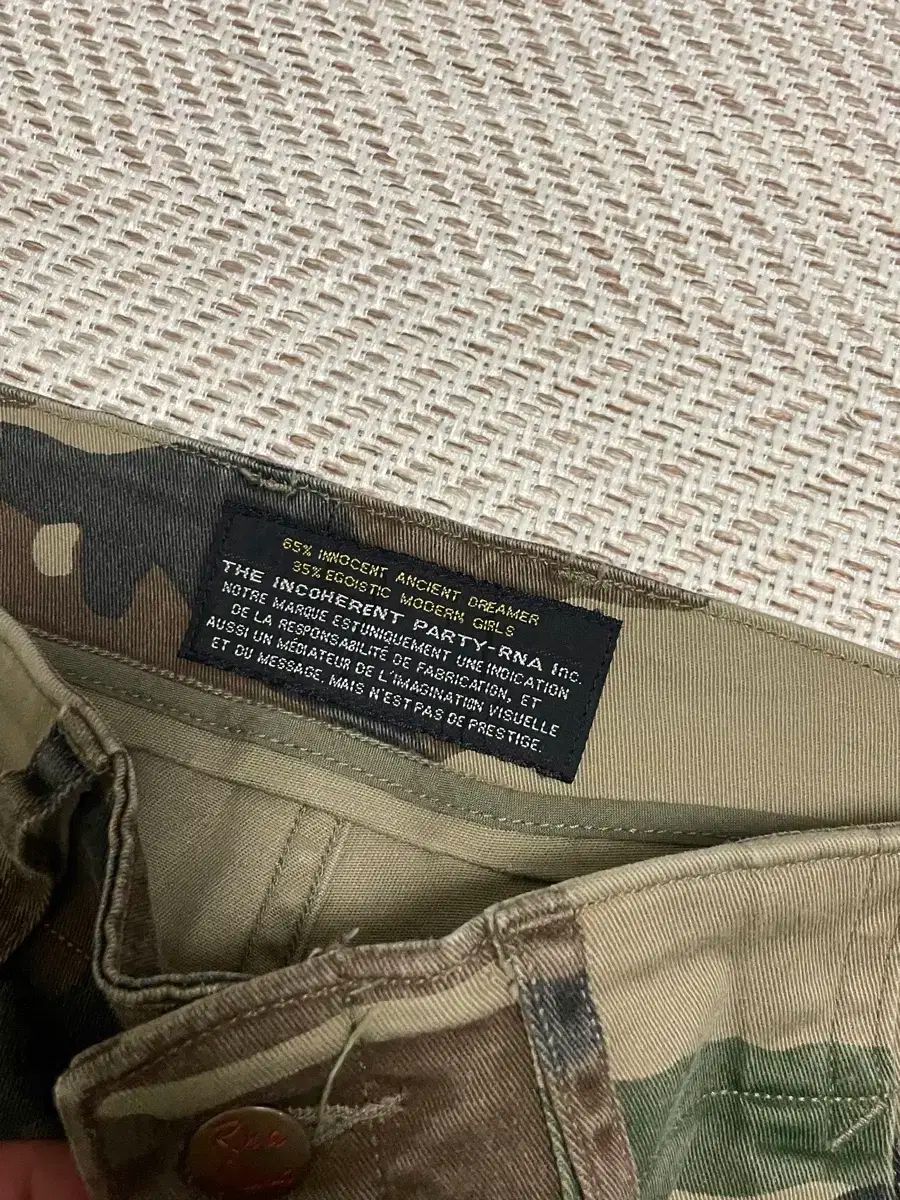 65% INNOCENT ANCIENT DREAMER
35% EGOISTIC MODERN GIRLS
THE INCOHERENT PARTY-RNA Inc.
NOTRE MARQUE ESTUNIQUEMENT UNE INDICATION
DE LA RESPONSABILITÉ DE FABRICATION, ET
AUSSI UN MÉDIATEUR DE L'IMAGINATION VISUELLE
ET DU MESSAGE, MAIS N'EST PAS DE PRESTIGE.
Rna